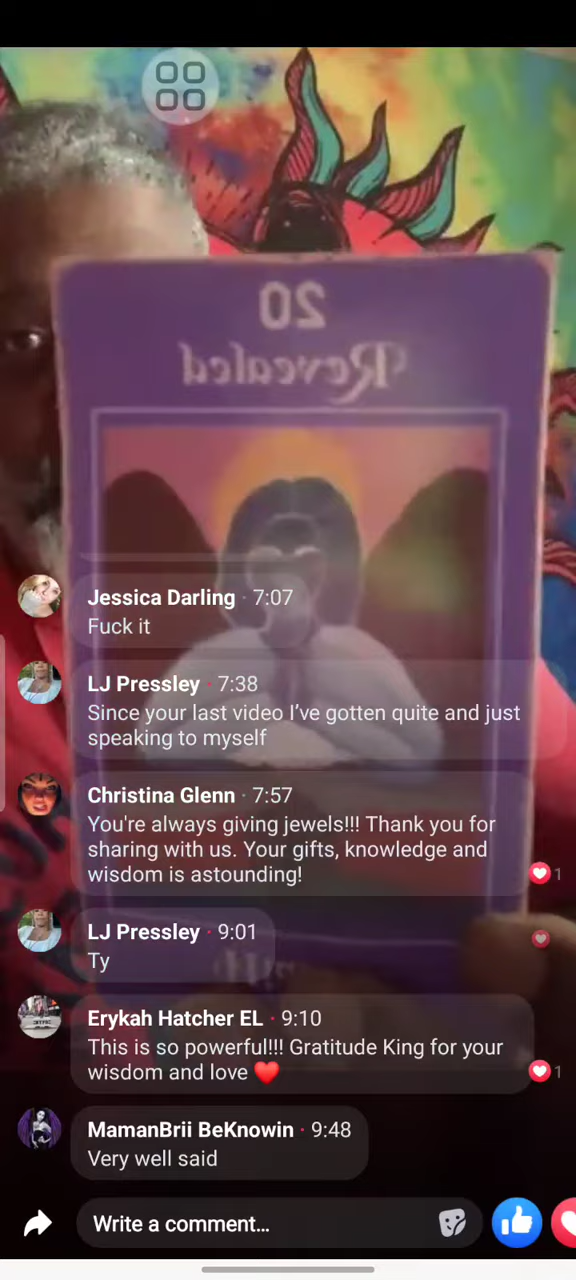 20
Revealed
Jessica Darling · 7:07
Fuck it
LJ Pressley · 7:38
Since your last video I've gotten quite and just
speaking to myself
Christina Glenn · 7:57
You're always giving jewels!!! Thank you for
sharing with us. Your gifts, knowledge and
wisdom is astounding!
1
LJ Pressley · 9:01
Ty
Erykah Hatcher EL · 9:10
This is so powerful!!! Gratitude King for your
wisdom and love ❤️
1
MamanBrii BeKnowin · 9:48
Very well said
Write a comment...